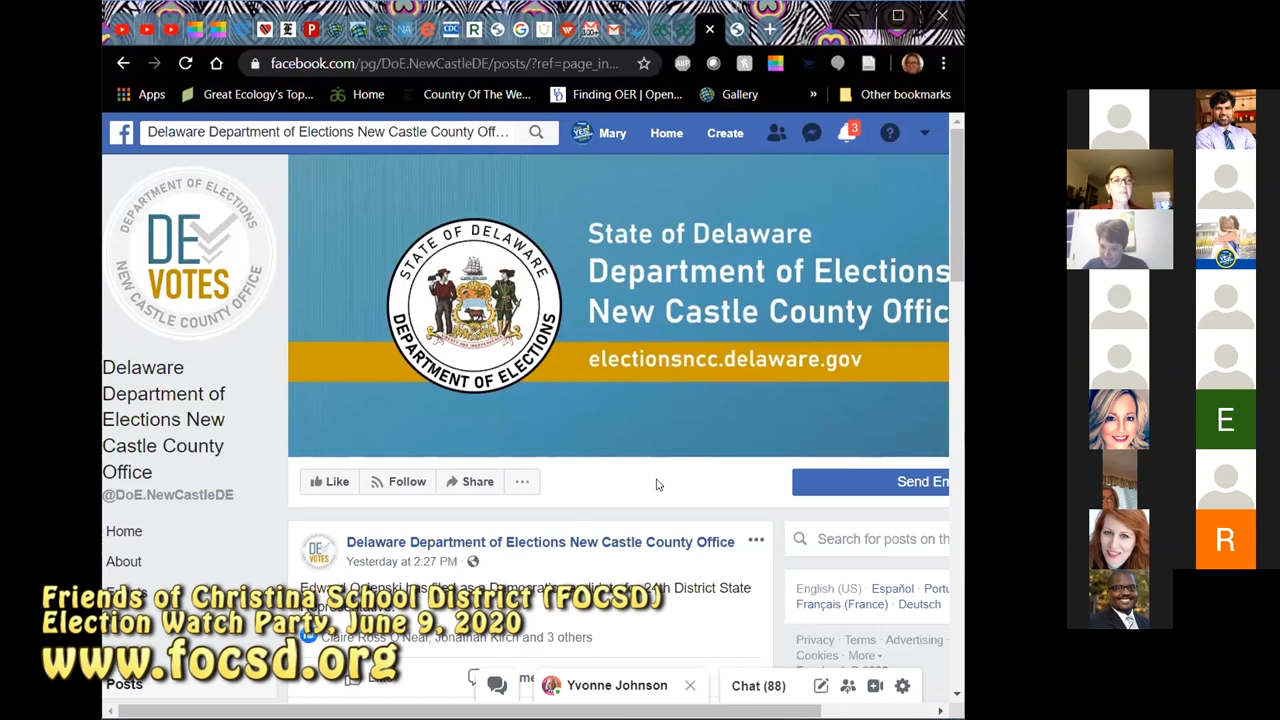 NA
CDC
R
G
100+
facebook.com/pg/DoE.NewCastleDE/posts/?ref=page_in...
ABP
Apps
Great Ecology's Top...
Home
Country Of The We...
Finding OER | Open...
Gallery
»
Other bookmarks
Delaware Department of Elections New Castle County Off...
Mary
Home
Create
3
DEPARTMENT OF ELECTIONS
DE
VOTES
NEW CASTLE COUNTY OFFICE
STATE OF DELAWARE
DEPARTMENT OF ELECTIONS
State of Delaware
Department of Elections
New Castle County Offic
electionsncc.delaware.gov
Delaware
Department of
Elections New
Castle County
Office
@DoE.NewCastleDE
Like
Follow
Share
...
Send Em
Home
About
Posts
DE
VOTES
Delaware Department of Elections New Castle County Office
Yesterday at 2:27 PM
24th District State
Claire Ross O'Neal, Jonathan Kirch and 3 others
Search for posts on th
English (US) · Español · Portu
Français (France) · Deutsch
Privacy · Terms · Advertising
Cookies · More
Yvonne Johnson
Chat (88)
Friends of Christina School District (FOCSD)
Election Watch Party, June 9, 2020
www.focsd.org
E
R